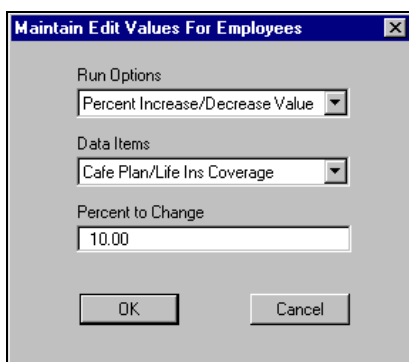 Maintain Edit Values For Employees
Run Options
Percent Increase/Decrease Value
Data Items
Cafe Plan/Life Ins Coverage
Percent to Change
10.00
OK Cancel